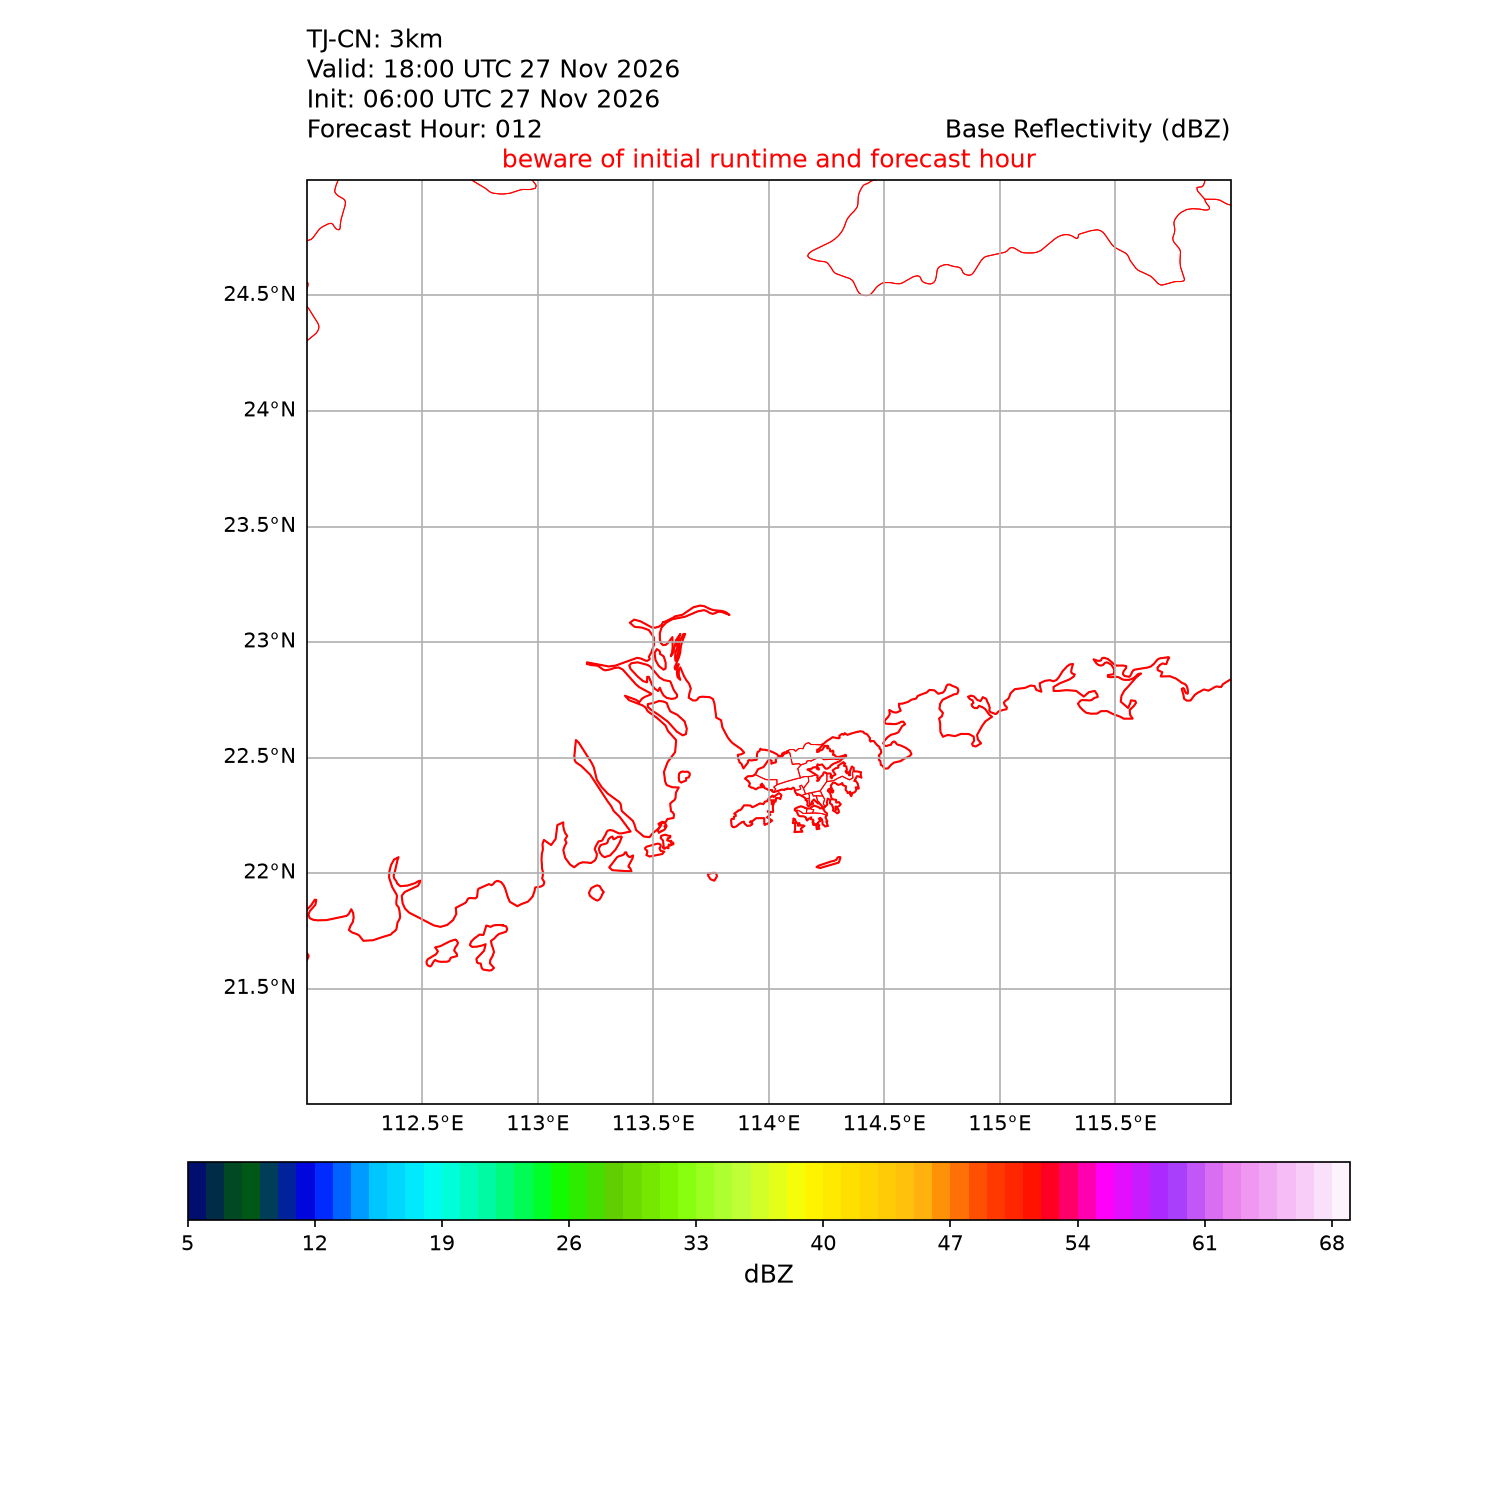 TJ-CN: 3km
Valid: 18:00 UTC 27 Nov 2026
Init: 06:00 UTC 27 Nov 2026
Forecast Hour: 012
Base Reflectivity (dBZ)
beware of initial runtime and forecast hour
24.5°N
24°N
23.5°N
23°N
22.5°N
22°N
21.5°N
112.5°E 113°E 113.5°E 114°E 114.5°E 115°E 115.5°E
5 12 19 26 33 40 47 54 61 68
dBZ